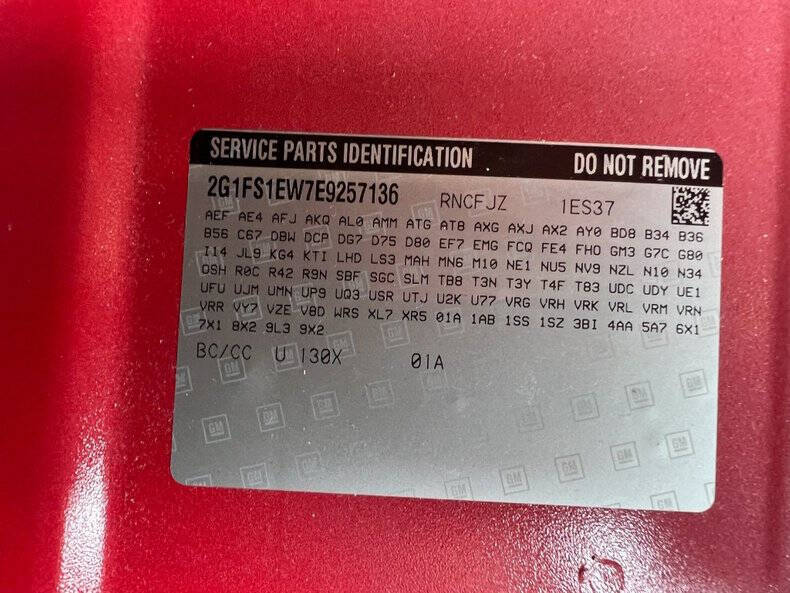 SERVICE PARTS IDENTIFICATION DO NOT REMOVE
2G1FS1EW7E9257136 RNCFJZ 1ES37
AEF AE4 AFJ AKQ AL0 AMM ATG AT8 AXG AXJ AX2 AY0 BD8 B34 B36
B56 C67 DBW DCP DG7 D75 D80 EF7 EMG FCQ FE4 FHO GM3 G7C G80
I14 JL9 KG4 KTI LHD LS3 MAH MN6 M10 NE1 NU5 NV9 NZL N10 N34
OSH R0C R42 R9N SBF SGC SLM TB8 T3N T3Y T4F T83 UDC UDY UE1
UFU UJM UMN UP9 UQ3 USR UTJ U2K U77 VRG VRH VRK VRL VRM VRN
VRR VY7 VZE V8D WRS XL7 XR5 01A 1AB 1SS 1SZ 3BI 4AA 5A7 6X1
7X1 8X2 9L3 9X2
BC/CC U 130X 01A